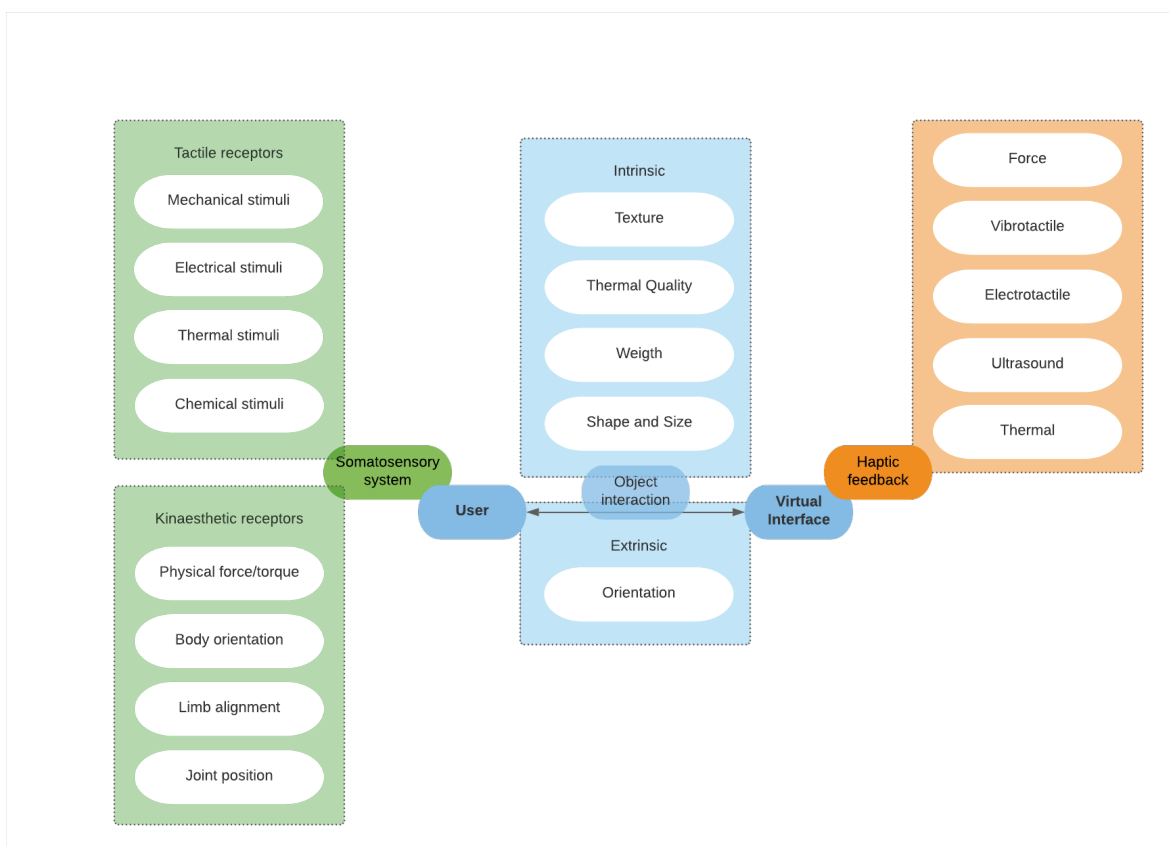 Tactile receptors
Mechanical stimuli
Electrical stimuli
Thermal stimuli
Chemical stimuli
Somatosensory
system
Kinaesthetic receptors
Physical force/torque
Body orientation
Limb alignment
Joint position
User
Intrinsic
Texture
Thermal Quality
Weigth
Shape and Size
Object
interaction
Extrinsic
Orientation
Virtual
Interface
Haptic
feedback
Force
Vibrotactile
Electrotactile
Ultrasound
Thermal